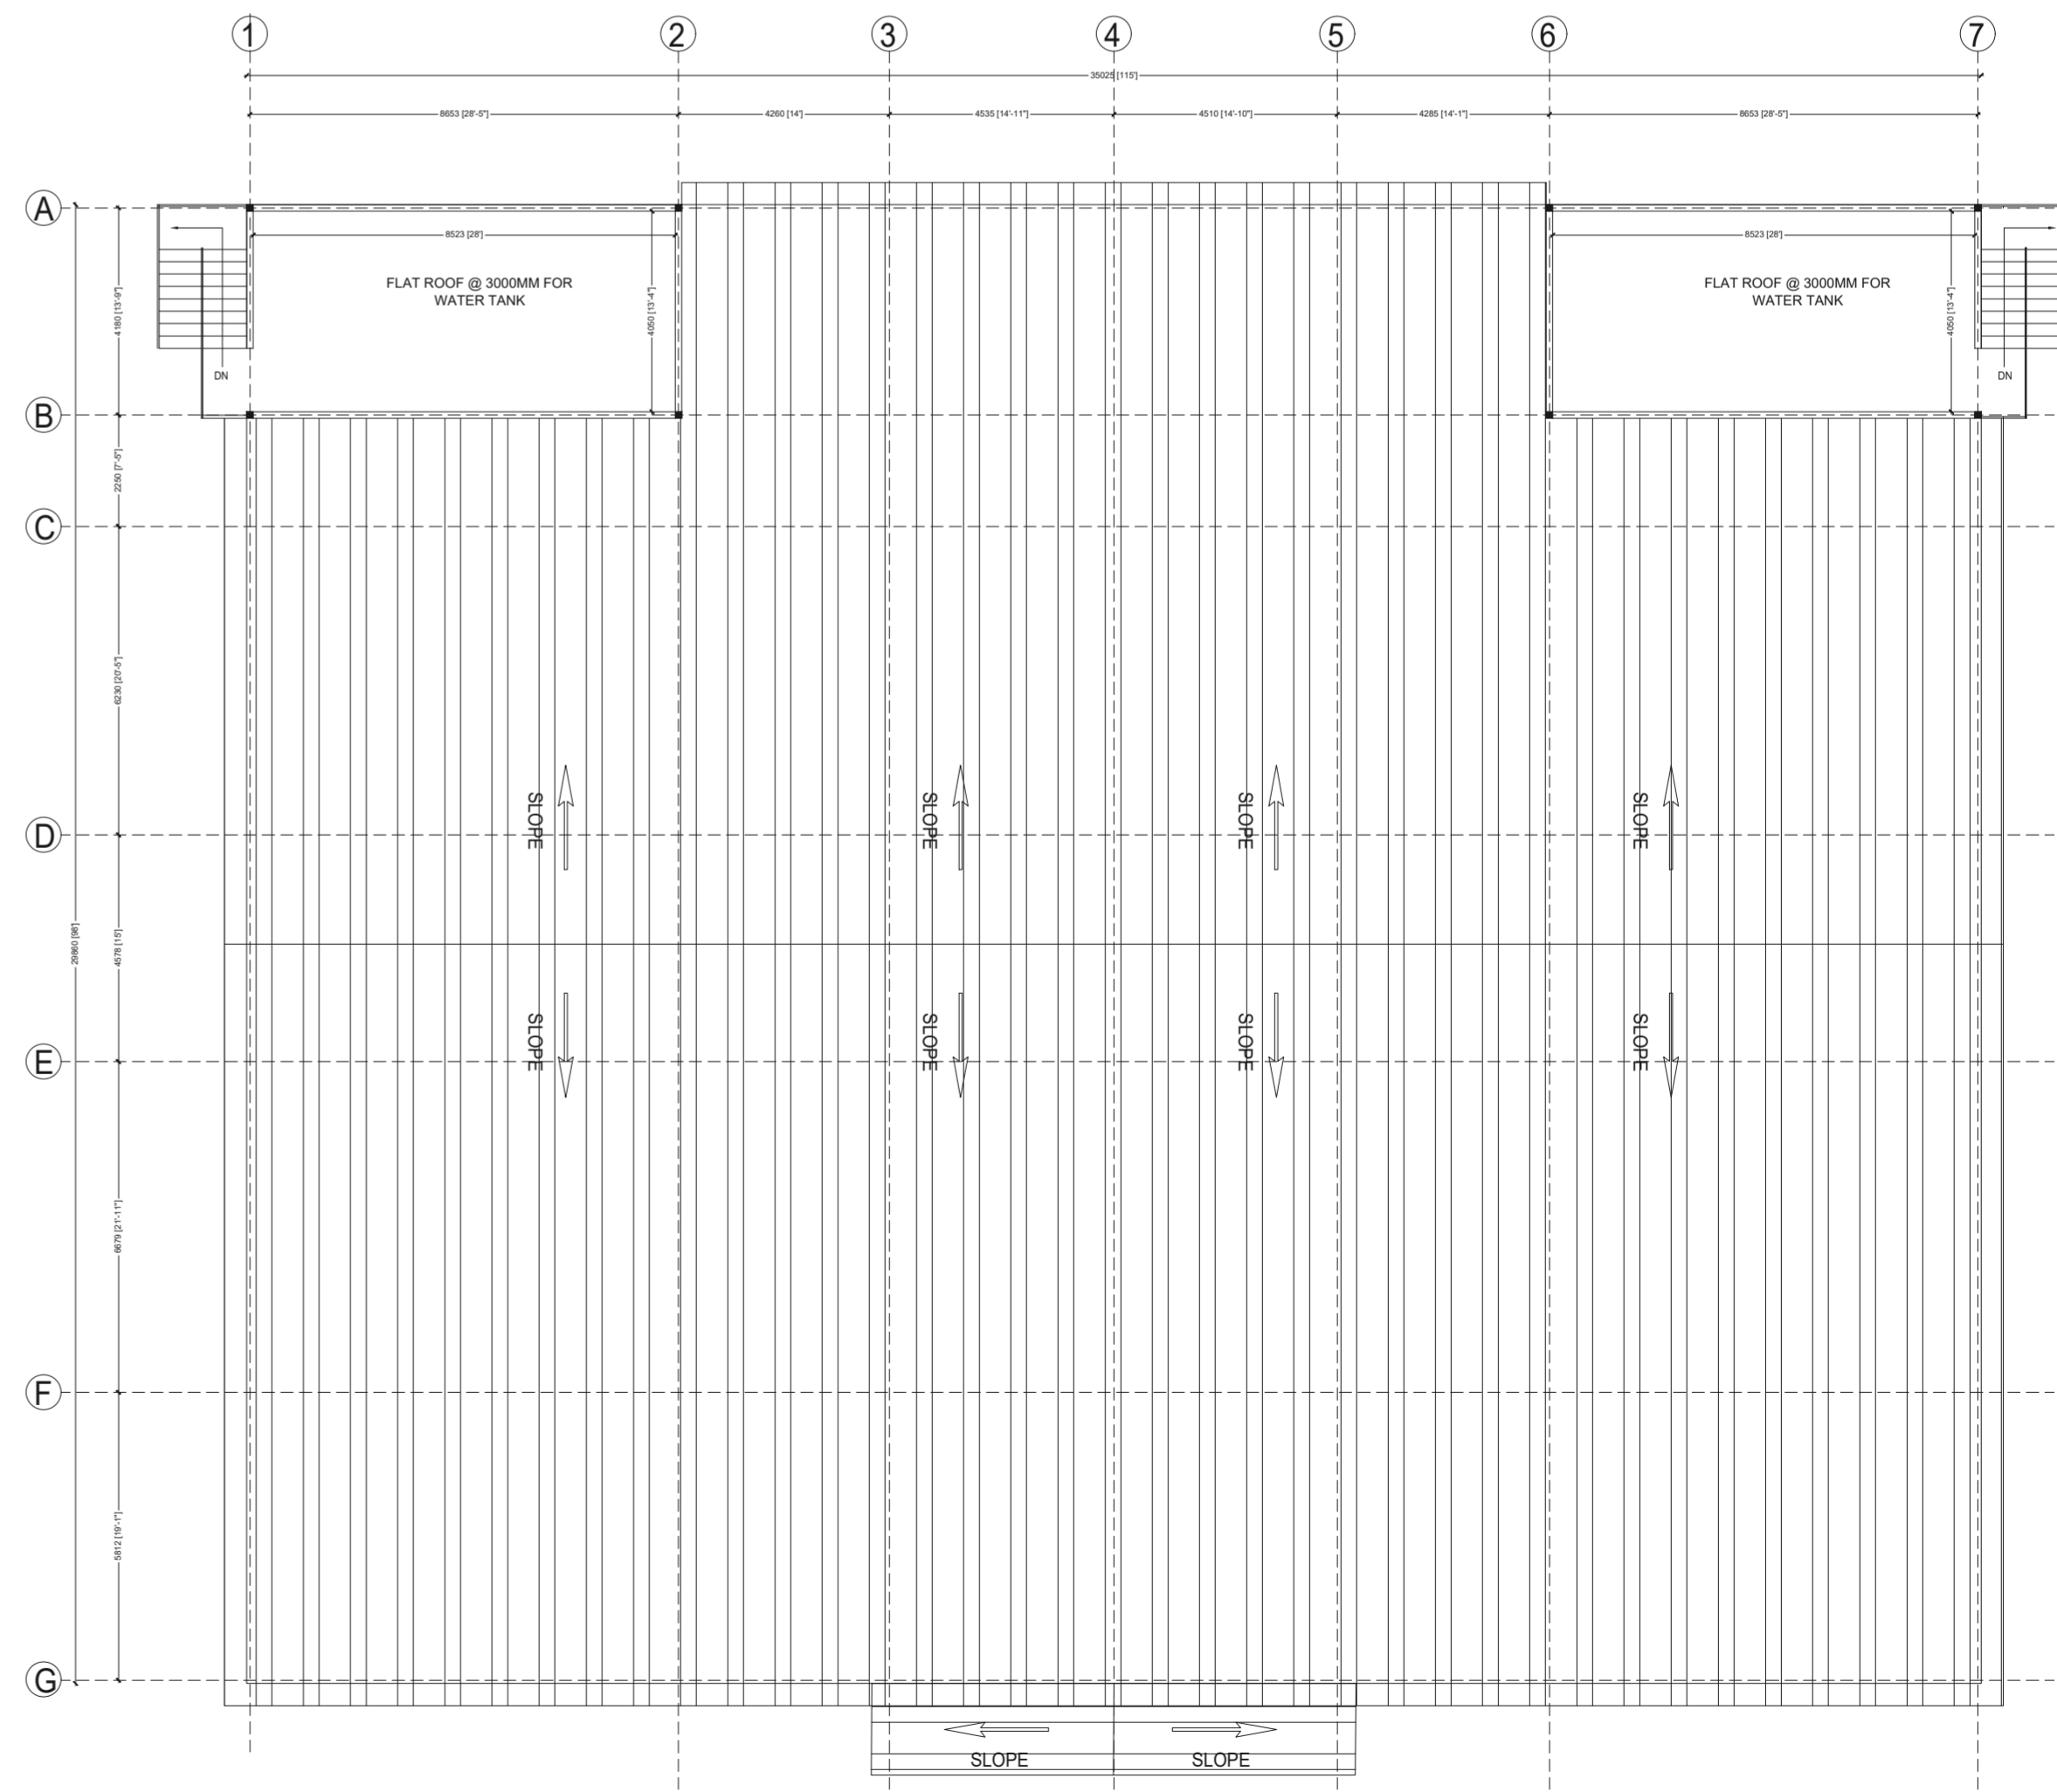 1
2
3
4
5
6
7
35025 [115']
8653 [28'-5"]
4260 [14']
4535 [14'-11"]
4510 [14'-10"]
4285 [14'-1"]
8653 [28'-5"]
A
8523 [28']
8523 [28']
FLAT ROOF @ 3000MM FOR
WATER TANK
FLAT ROOF @ 3000MM FOR
WATER TANK
4180 [13'-9"]
4050 [13'-4"]
4050 [13'-4"]
DN
DN
B
2250 [7'-5"]
C
6230 [20'-5"]
SLOPE
SLOPE
SLOPE
SLOPE
D
29860 [98']
4578 [15']
SLOPE
SLOPE
SLOPE
SLOPE
E
6679 [21'-11"]
F
5812 [19'-1"]
G
SLOPE
SLOPE